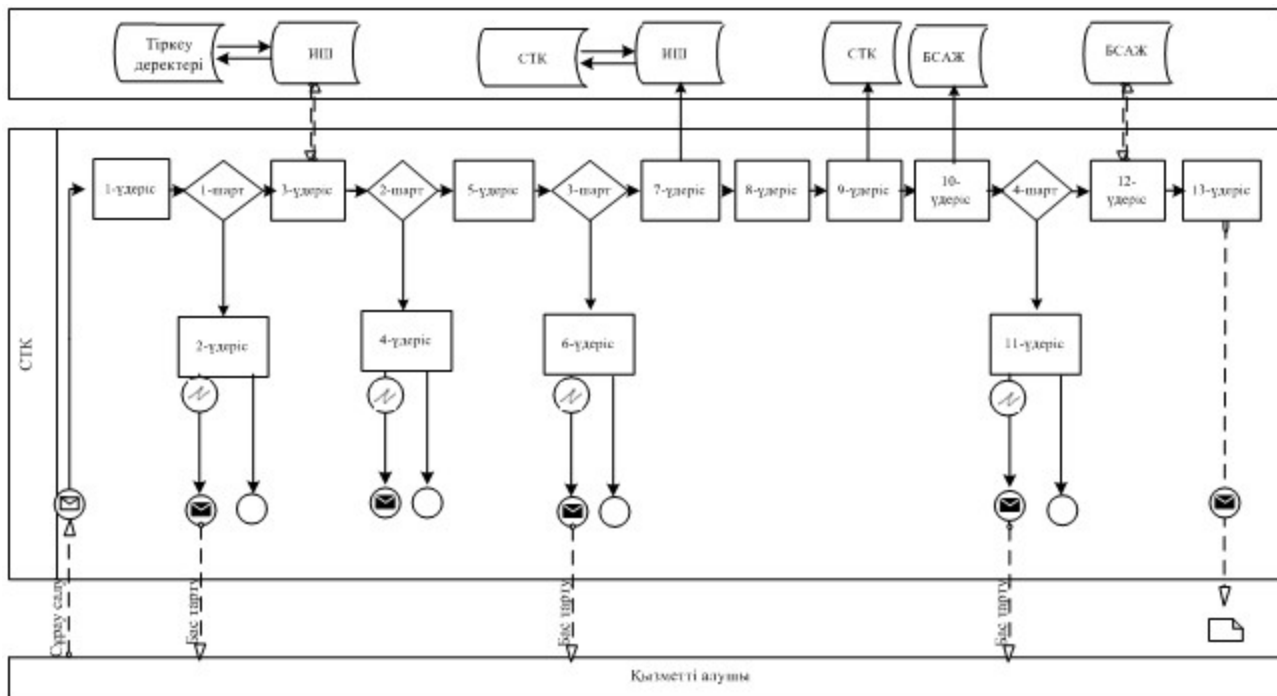 Тіркеу
деректері
ИШ
СТК
ИШ
СТК
БСАЖ
БСАЖ
СТК
1-үдеріс
1-шарт
3-үдеріс
2-шарт
5-үдеріс
3-шарт
7-үдеріс
8-үдеріс
9-үдеріс
10-
үдеріс
4-шарт
12-
үдеріс
13-үдеріс
2-үдеріс
4-үдеріс
6-үдеріс
11-үдеріс
Сұрау салу
Бас тарту
Бас тарту
Бас тарту
Қызметті алушы